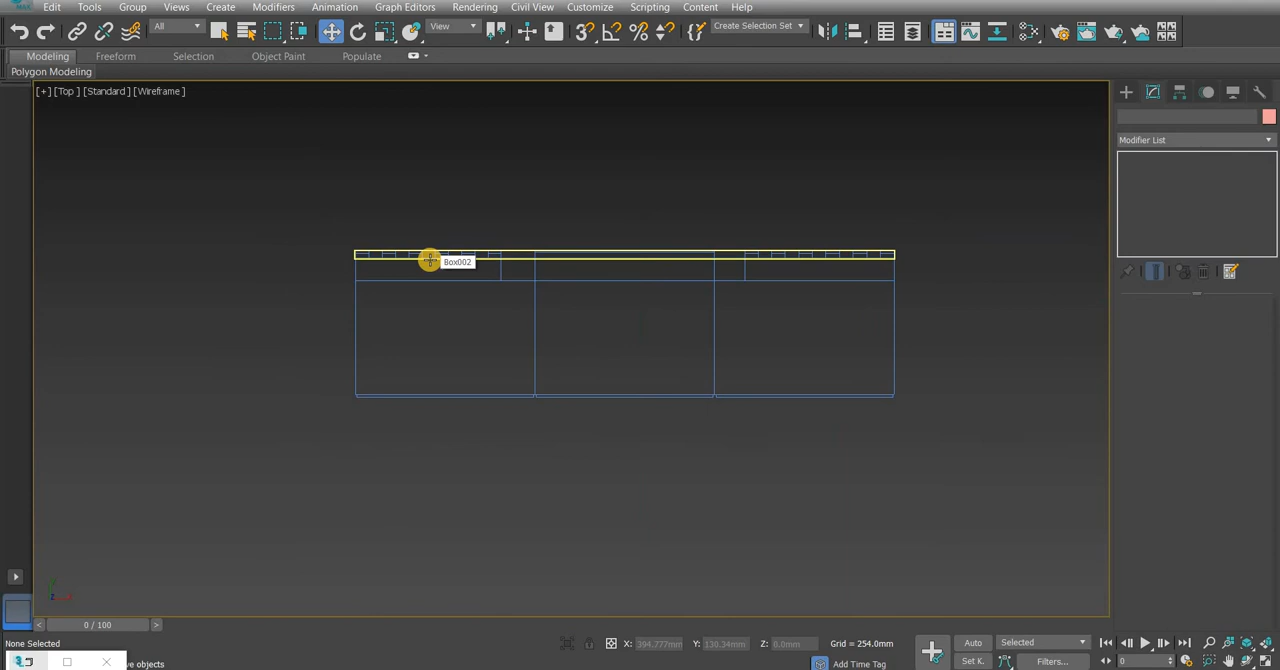 Edit Tools Group Views Create Modifiers Animation Graph Editors Rendering Civil View Customize Scripting Content Help
All View Create Selection Set
Modeling Freeform Selection Object Paint Populate
Polygon Modeling
[+] [Top ] [Standard ] [Wireframe ]
Modifier List
Box002
< 0 / 100 >
None Selected X: 394.777mm Y: 130.34mm Z: 0.0mm Grid = 254.0mm Auto Selected
ve objects Add Time Tag Set K. Filters... 0